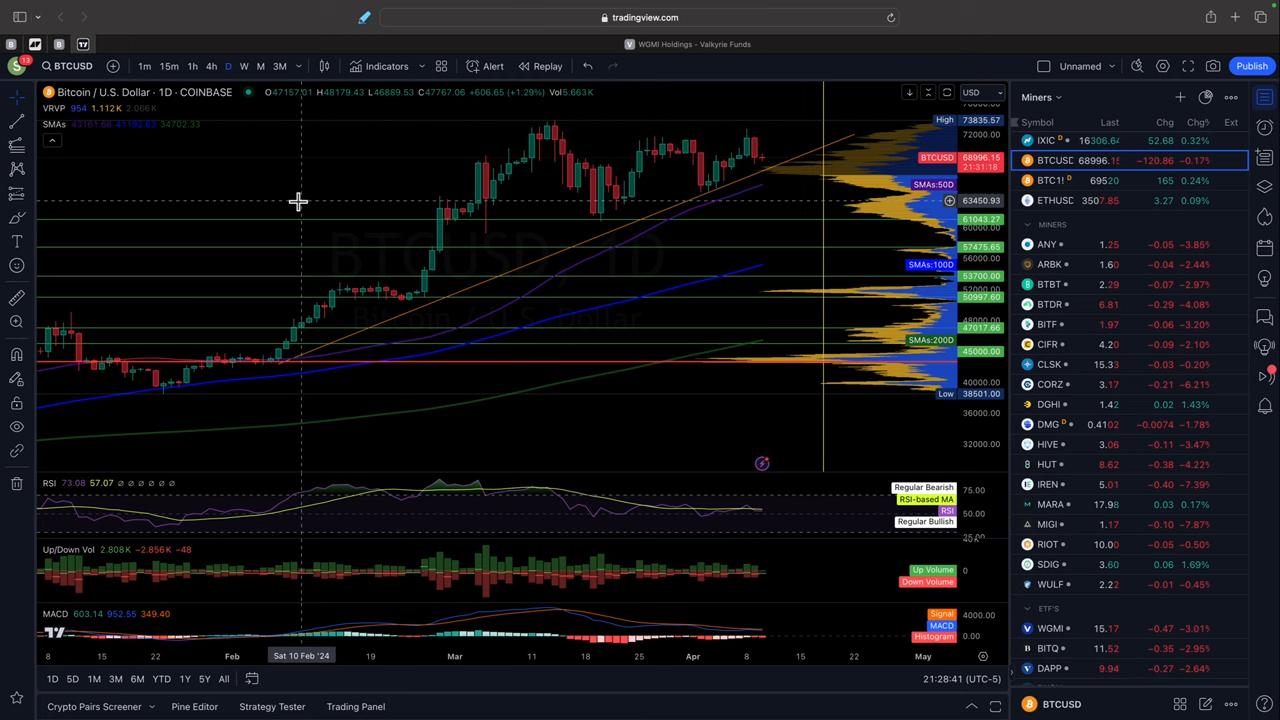 tradingview.com
WGMI Holdings - Valkyrie Funds
13
BTCUSD
1m 15m 1h 4h D W M 3M Indicators Alert Replay
Unnamed
Publish
Bitcoin / U.S. Dollar · 1D · COINBASE O47157.01 H48179.43 L46889.53 C47767.06 +606.65 (+1.29%) Vol5.663K
USD
VRVP 954 1.112K 2.066K
SMAs 43161.66 41192.63 34702.33
High 73835.57
72000.00
BTCUSD 68996.15
21:31:18
SMAs:50D
63450.93
61043.27
60000.00
57475.65
56000.00
SMAs:100D
53700.00
52000.00
50997.60
48000.00
47017.66
SMAs:200D
45000.00
40000.00
Low 38501.00
36000.00
32000.00
BTCUSD, 1D
Bitcoin / U.S. Dollar
RSI 73.08 57.07 ∅ ∅ ∅ ∅ ∅ ∅
Regular Bearish
75.00
RSI-based MA
RSI
50.00
Regular Bullish
25.00
Up/Down Vol 2.808K −2.856K −48
Up Volume
0
Down Volume
MACD 603.14 952.55 349.40
Signal
4000.00
MACD
Histogram
0.00
8 15 22 Feb Sat 10 Feb '24 19 Mar 11 18 25 Apr 8 15 22 May
1D 5D 1M 3M 6M YTD 1Y 5Y All
21:28:41 (UTC-5)
Crypto Pairs Screener Pine Editor Strategy Tester Trading Panel
Miners
Symbol Last Chg Chg% Ext
IXIC D 16306.64 52.68 0.32%
BTCUSD 68996.15 −120.86 −0.17%
BTC1! D 69520 165 0.24%
ETHUSD 3507.85 3.27 0.09%
MINERS
ANY 1.25 −0.05 −3.85%
ARBK 1.60 −0.04 −2.44%
BTBT 2.29 −0.07 −2.97%
BTDR 6.81 −0.29 −4.08%
BITF 1.97 −0.06 −3.20%
CIFR 4.20 −0.09 −2.10%
CLSK 15.33 −0.03 −0.20%
CORZ 3.17 −0.21 −6.21%
DGHI 1.42 0.02 1.43%
DMG D 0.4102 −0.0074 −1.78%
HIVE 3.06 −0.11 −3.47%
HUT 8.62 −0.38 −4.22%
IREN 5.01 −0.40 −7.39%
MARA 17.98 0.03 0.17%
MIGI 1.17 −0.10 −7.87%
RIOT 10.00 −0.05 −0.50%
SDIG 3.60 0.06 1.69%
WULF 2.22 −0.01 −0.45%
ETF'S
WGMI 15.17 −0.47 −3.01%
BITQ 11.52 −0.35 −2.95%
DAPP 9.94 −0.27 −2.64%
BTCUSD